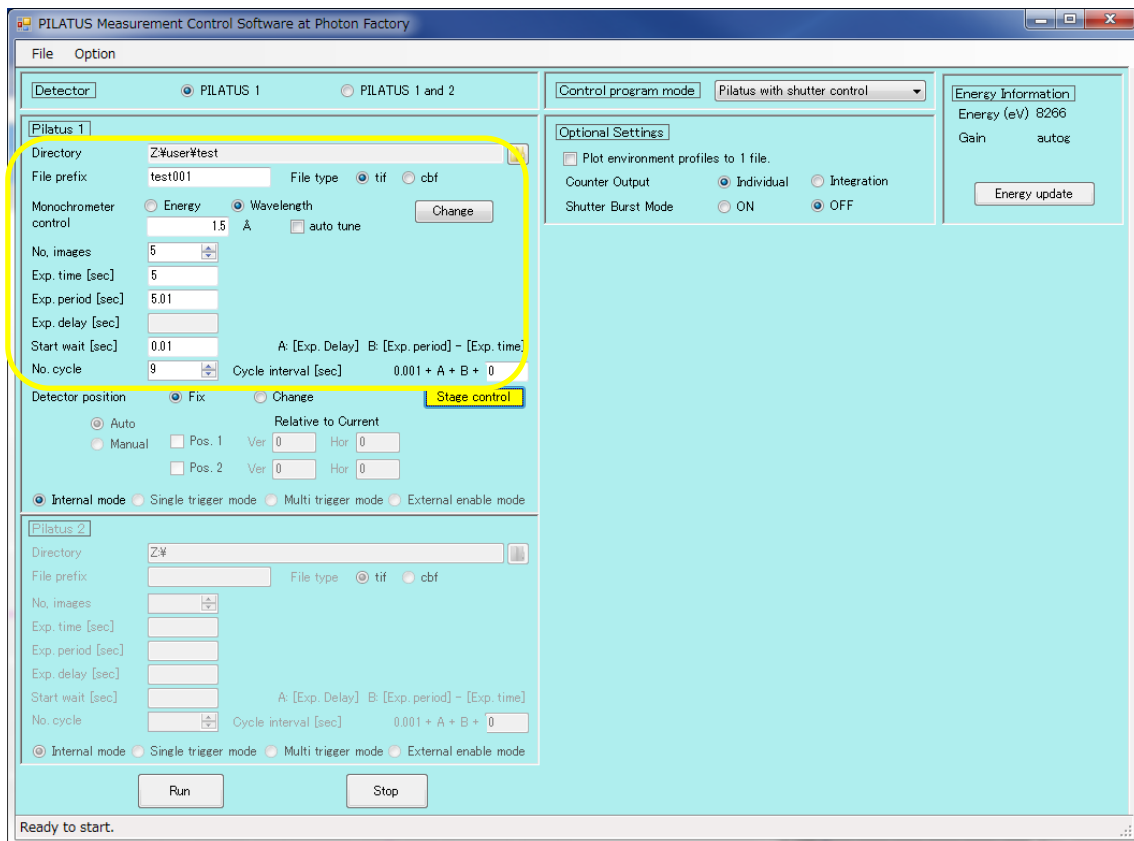 PILATUS Measurement Control Software at Photon Factory
File Option
Detector PILATUS 1 PILATUS 1 and 2
Control program mode Pilatus with shutter control
Energy Information
Energy (eV) 8266
Gain autog
Energy update
Optional Settings
Plot environment profiles to 1 file.
Counter Output Individual Integration
Shutter Burst Mode ON OFF
Pilatus 1
Directory Z:¥user¥test
File prefix test001 File type tif cbf
Monochrometer control Energy Wavelength Change
1.5 Å auto tune
No, images 5
Exp. time [sec] 5
Exp. period [sec] 5.01
Exp. delay [sec]
Start wait [sec] 0.01 A: [Exp. Delay] B: [Exp. period] - [Exp. time]
No. cycle 9 Cycle interval [sec] 0.001 + A + B + 0
Detector position Fix Change Stage control
Auto Relative to Current
Manual Pos. 1 Ver 0 Hor 0
Pos. 2 Ver 0 Hor 0
Internal mode Single trigger mode Multi trigger mode External enable mode
Pilatus 2
Directory Z:¥
File prefix File type tif cbf
No, images
Exp. time [sec]
Exp. period [sec]
Exp. delay [sec]
Start wait [sec] A: [Exp. Delay] B: [Exp. period] - [Exp. time]
No. cycle Cycle interval [sec] 0.001 + A + B + 0
Internal mode Single trigger mode Multi trigger mode External enable mode
Run Stop
Ready to start.